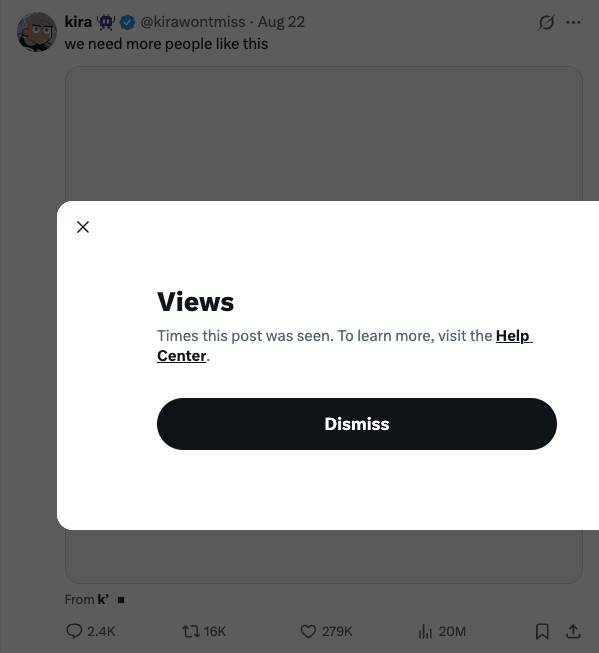 kira @kirawontmiss · Aug 22
we need more people like this
Views
Times this post was seen. To learn more, visit the Help
Center.
Dismiss
From k’
2.4K 16K 279K 20M